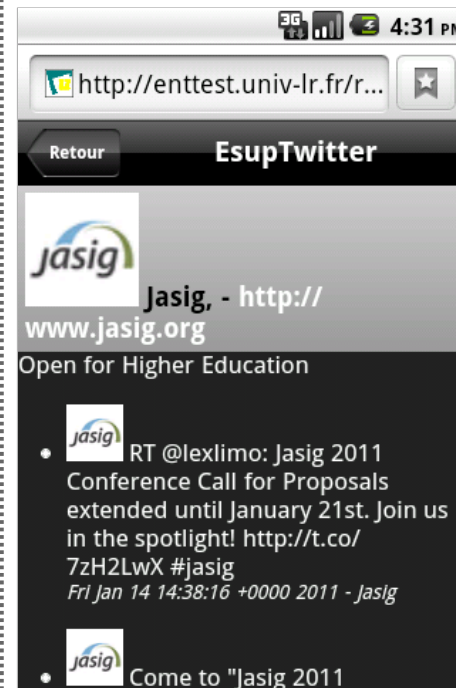 3G 4:31 PM
http://enttest.univ-lr.fr/r...
Retour EsupTwitter
Jasig
Jasig, - http://
www.jasig.org
Open for Higher Education
Jasig
RT @lexlimo: Jasig 2011
Conference Call for Proposals
extended until January 21st. Join us
in the spotlight! http://t.co/
7zH2LwX #jasig
Fri Jan 14 14:38:16 +0000 2011 - Jasig
Jasig
Come to "Jasig 2011